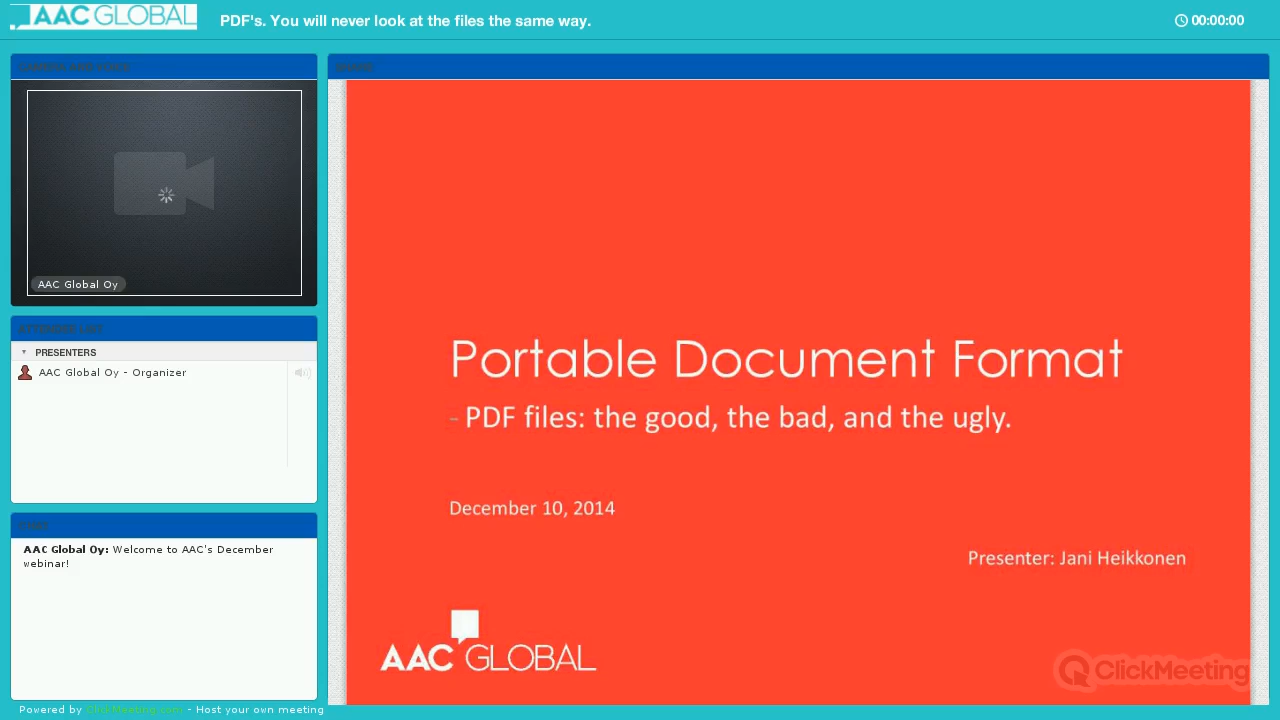 AAC GLOBAL
PDF's. You will never look at the files the same way.
00:00:00
AAC Global Oy
ATTENDEE LIST
PRESENTERS
AAC Global Oy - Organizer
CHAT
AAC Global Oy: Welcome to AAC's December
webinar!
Portable Document Format
- PDF files: the good, the bad, and the ugly.
December 10, 2014
Presenter: Jani Heikkonen
AAC GLOBAL
ClickMeeting
Powered by ClickMeeting.com - Host your own meeting